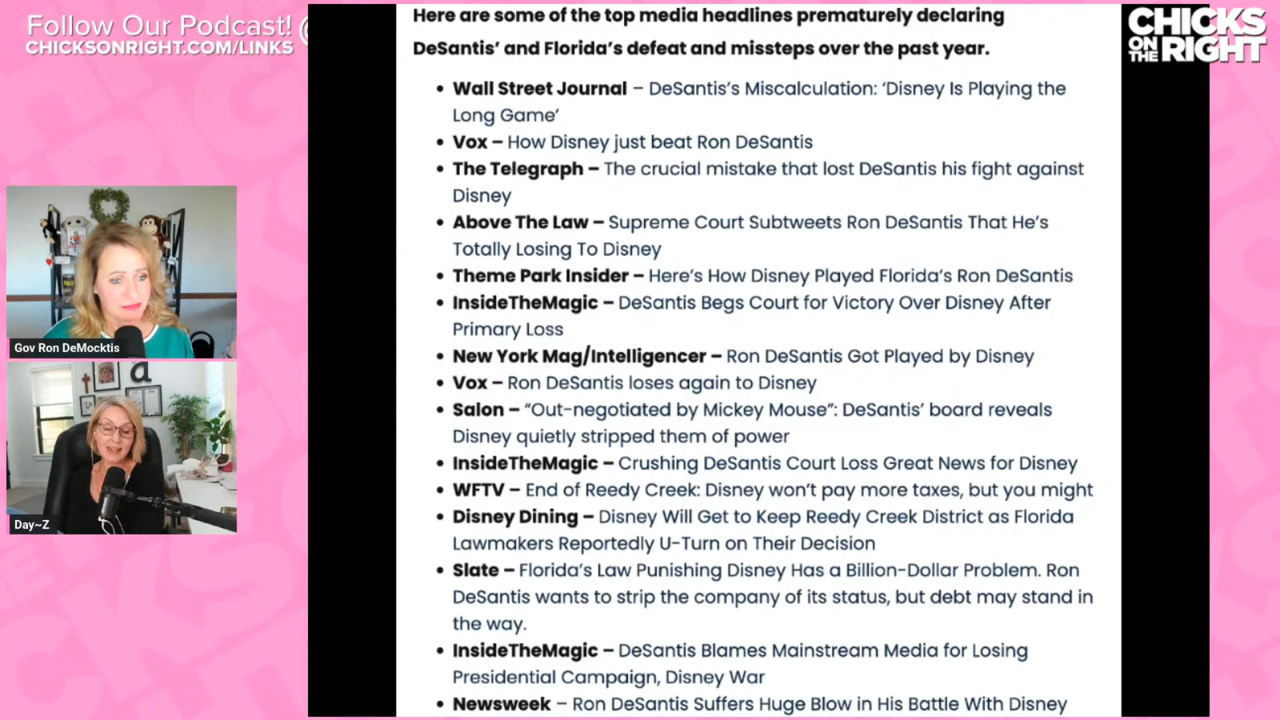 Follow Our Podcast! @
CHICKSONRIGHT.COM/LINKS
CHICKS
ON THE RIGHT
Here are some of the top media headlines prematurely declaring
DeSantis' and Florida's defeat and missteps over the past year.
• Wall Street Journal – DeSantis's Miscalculation: 'Disney Is Playing the
Long Game'
• Vox – How Disney just beat Ron DeSantis
• The Telegraph – The crucial mistake that lost DeSantis his fight against
Disney
• Above The Law – Supreme Court Subtweets Ron DeSantis That He's
Totally Losing To Disney
• Theme Park Insider – Here's How Disney Played Florida's Ron DeSantis
• InsideTheMagic – DeSantis Begs Court for Victory Over Disney After
Primary Loss
• New York Mag/Intelligencer – Ron DeSantis Got Played by Disney
• Vox – Ron DeSantis loses again to Disney
• Salon – “Out-negotiated by Mickey Mouse”: DeSantis' board reveals
Disney quietly stripped them of power
• InsideTheMagic – Crushing DeSantis Court Loss Great News for Disney
• WFTV – End of Reedy Creek: Disney won't pay more taxes, but you might
• Disney Dining – Disney Will Get to Keep Reedy Creek District as Florida
Lawmakers Reportedly U-Turn on Their Decision
• Slate – Florida's Law Punishing Disney Has a Billion-Dollar Problem. Ron
DeSantis wants to strip the company of its status, but debt may stand in
the way.
• InsideTheMagic – DeSantis Blames Mainstream Media for Losing
Presidential Campaign, Disney War
• Newsweek – Ron DeSantis Suffers Huge Blow in His Battle With Disney
Gov Ron DeMocktis
a
Day~Z